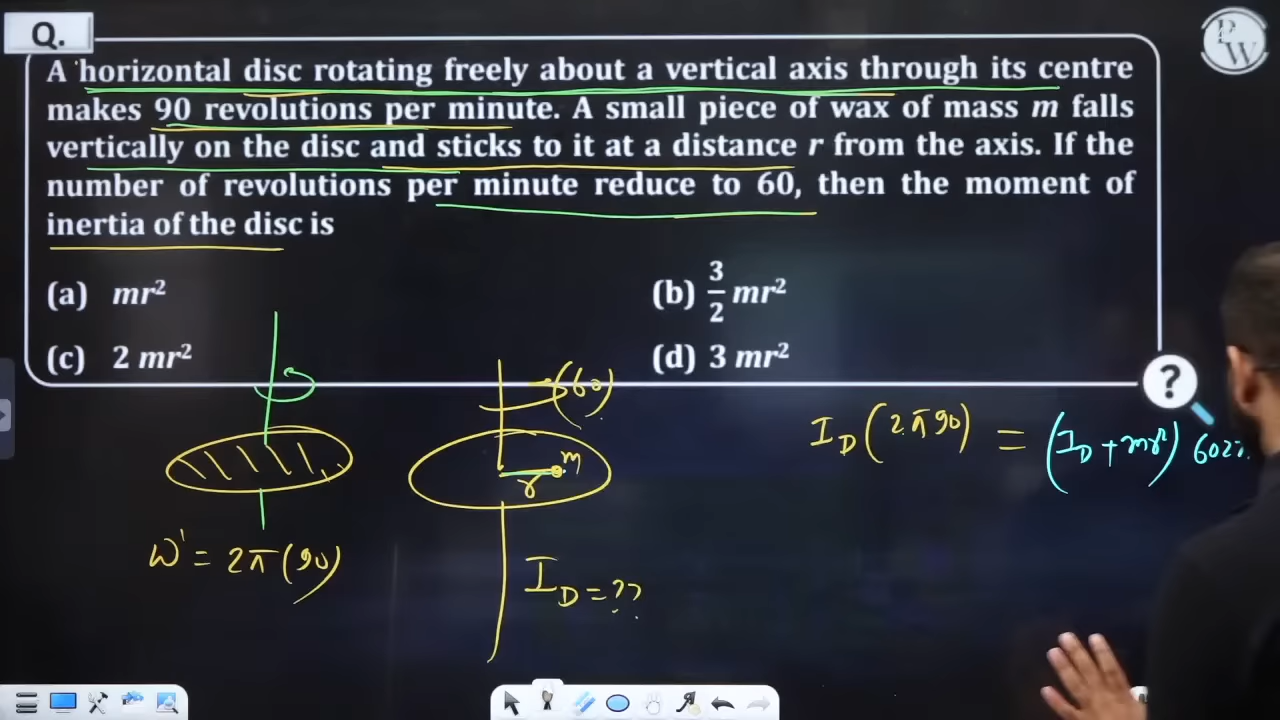 Q.
PW
A horizontal disc rotating freely about a vertical axis through its centre
makes 90 revolutions per minute. A small piece of wax of mass m falls
vertically on the disc and sticks to it at a distance r from the axis. If the
number of revolutions per minute reduce to 60, then the moment of
inertia of the disc is
(a) mr²
(b) 3/2 mr²
(c) 2 mr²
(d) 3 mr²
?
(60)
m
r
I_D (2π90) = (I_D + mr²) 602
ω' = 2π(90)
I_D = ??